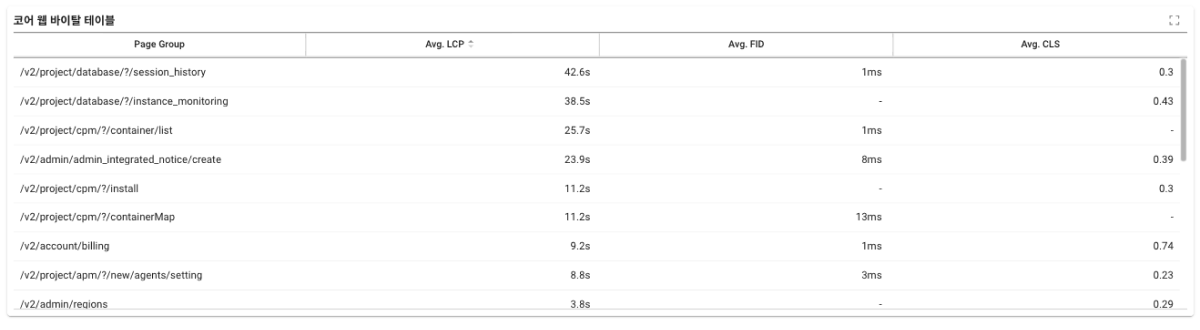 코어 웹 바이탈 테이블
Page Group Avg. LCP Avg. FID Avg. CLS
/v2/project/database/?/session_history 42.6s 1ms 0.3
/v2/project/database/?/instance_monitoring 38.5s - 0.43
/v2/project/cpm/?/container/list 25.7s 1ms -
/v2/admin/admin_integrated_notice/create 23.9s 8ms 0.39
/v2/project/cpm/?/install 11.2s - 0.3
/v2/project/cpm/?/containerMap 11.2s 13ms -
/v2/account/billing 9.2s 1ms 0.74
/v2/project/apm/?/new/agents/setting 8.8s 3ms 0.23
/v2/admin/regions 3.8s - 0.29